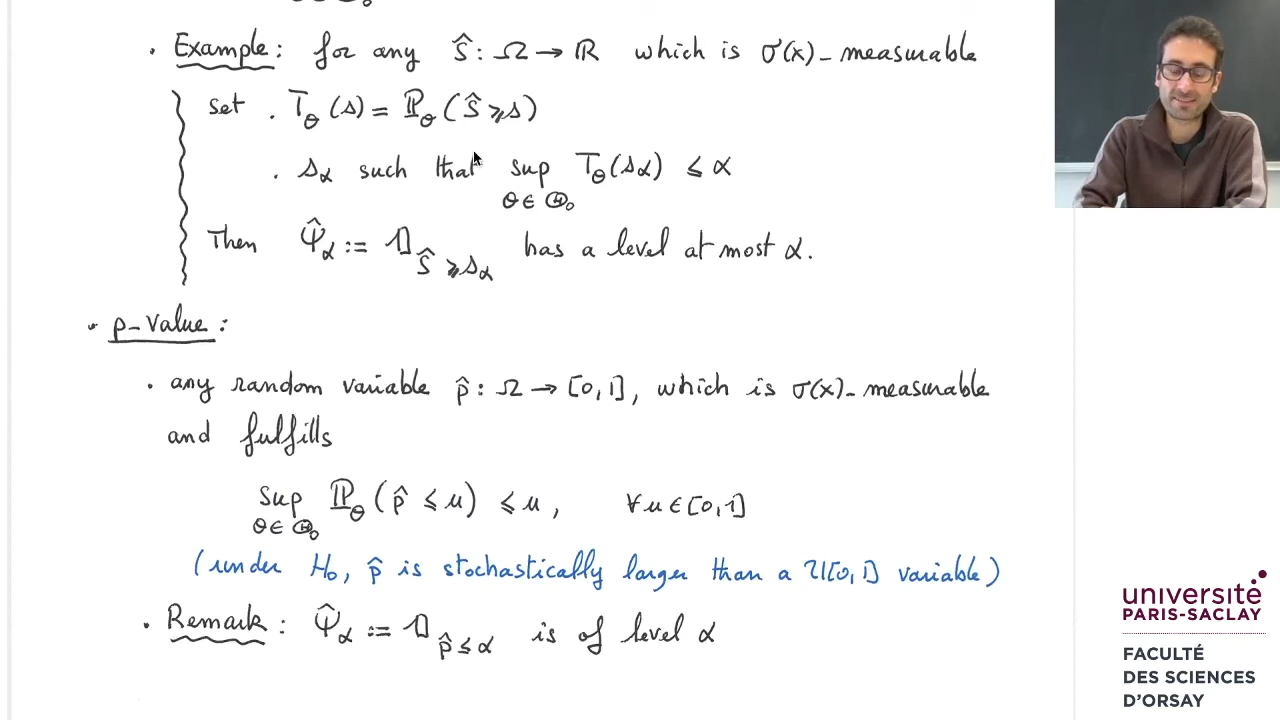 . Example : for any Ŝ : Ω → ℝ which is σ(x)-measurable
set . T_θ(s) = ℙ_θ(Ŝ ⩾ s)
. s_α such that sup_{θ∈Θ₀} T_θ(s_α) ≤ α
Then ψ̂_α := 𝟙_{Ŝ ⩾ s_α} has a level at most α.
. p-value :
. any random variable p̂ : Ω → [0,1], which is σ(x)-measurable
and fulfills
sup_{θ∈Θ₀} ℙ_θ(p̂ ≤ u) ≤ u, ∀u∈[0,1]
(under H₀, p̂ is stochastically larger than a U[0,1] variable)
. Remark : ψ̂_α := 𝟙_{p̂ ≤ α} is of level α
université
PARIS-SACLAY
FACULTÉ
DES SCIENCES
D'ORSAY